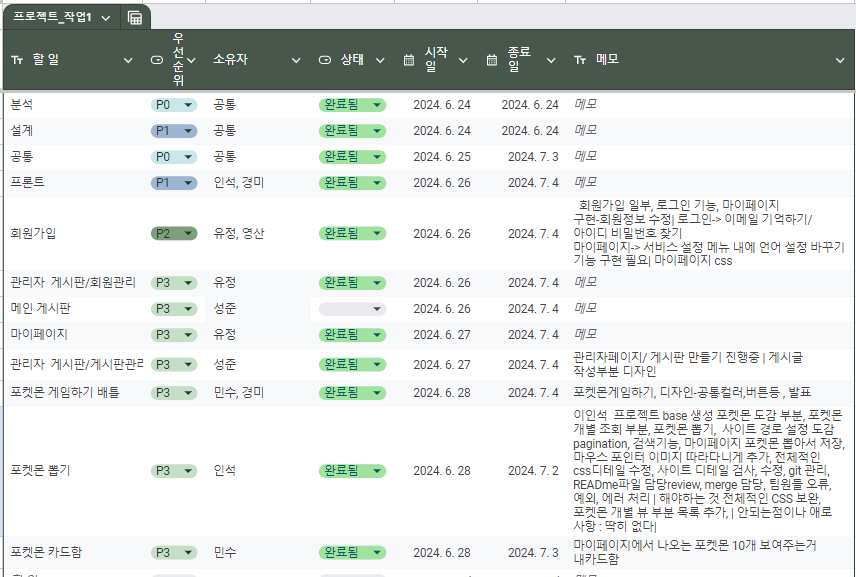 프로젝트_작업1
할 일 우선순위 소유자 상태 시작일 종료일 메모
분석 P0 공통 완료됨 2024. 6. 24 2024. 6. 24 메모
설계 P1 공통 완료됨 2024. 6. 24 2024. 6. 24 메모
공통 P0 공통 완료됨 2024. 6. 25 2024. 7. 3 메모
프론트 P1 인석, 경미 완료됨 2024. 6. 26 2024. 7. 4 메모
회원가입 P2 유정, 영산 완료됨 2024. 6. 26 2024. 7. 4
회원가입 일부, 로그인 기능, 마이페이지
구현-회원정보 수정| 로그인-> 이메일 기억하기/
아이디 비밀번호 찾기
마이페이지-> 서비스 설정 메뉴 내에 언어 설정 바꾸기
기능 구현 필요| 마이페이지 css
관리자 게시판/회원관리 P3 유정 완료됨 2024. 6. 26 2024. 7. 4 메모
메인 게시판 P3 성준 2024. 6. 26 2024. 7. 4 메모
마이페이지 P3 유정 완료됨 2024. 6. 27 2024. 7. 4 메모
관리자 게시판/게시판관리 P3 성준 완료됨 2024. 6. 27 2024. 7. 4
관리자페이지/ 게시판 만들기 진행중 | 게시글
작성부분 디자인
포켓몬 게임하기 배틀 P3 민수, 경미 완료됨 2024. 6. 28 2024. 7. 4 포켓몬게임하기, 디자인-공통컬러,버튼등 , 발표
포켓몬 뽑기 P3 인석 완료됨 2024. 6. 28 2024. 7. 2
이인석 프로젝트 base 생성 포켓몬 도감 부분, 포켓몬
개별 조회 부분, 포켓몬 뽑기, 사이트 경로 설정 도감
pagination, 검색기능, 마이페이지 포켓몬 뽑아서 저장,
마우스 포인터 이미지 따라다니게 추가, 전체적인
css디테일 수정, 사이트 디테일 검사, 수정, git 관리,
READme파일 담당review, merge 담당, 팀원들 오류,
예외, 에러 처리 | 해야하는 것 전체적인 CSS 보완,
포켓몬 개별 뷰 부분 목록 추가, | 안되는점이나 애로
사항 : 딱히 없다|
포켓몬 카드함 P3 민수 완료됨 2024. 6. 28 2024. 7. 3
마이페이지에서 나오는 포켓몬 10개 보여주는거
내카드함